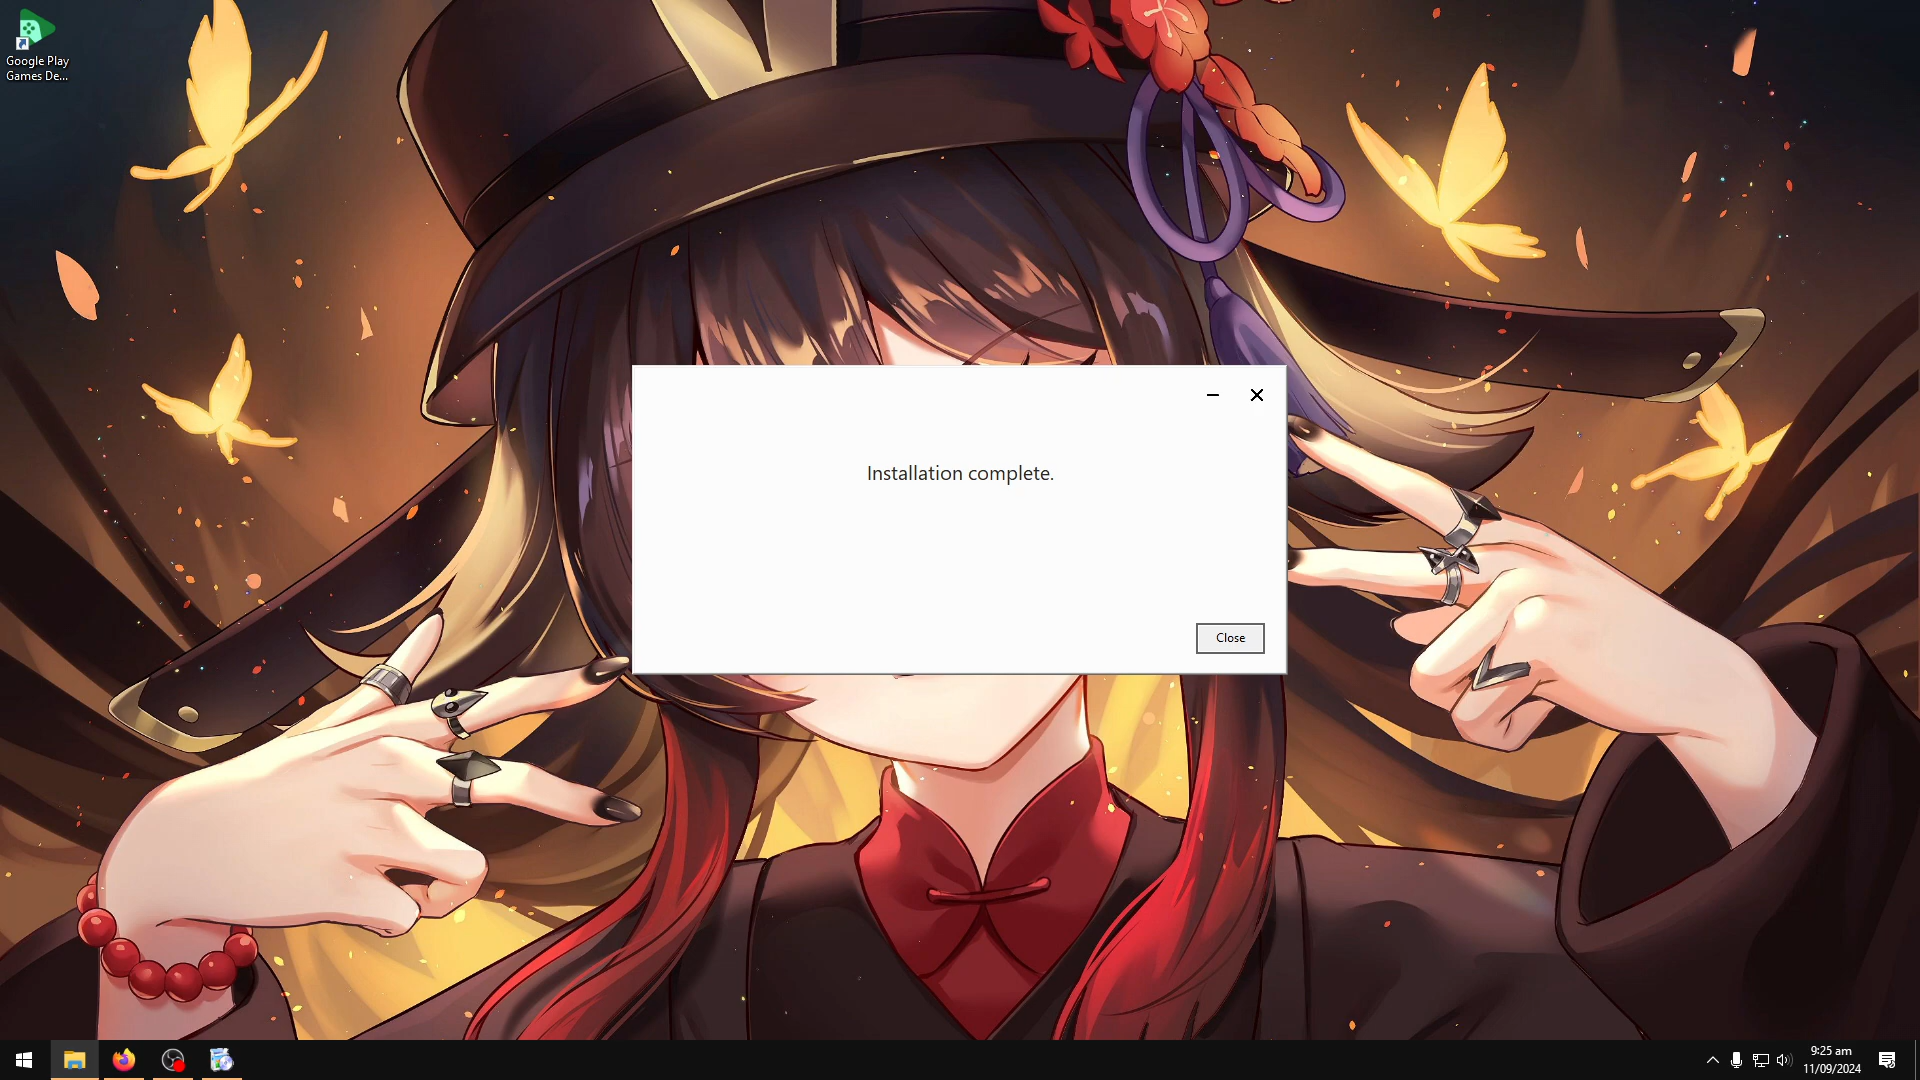 Google Play
Games De...
Installation complete.
Close
9:25 am
11/09/2024